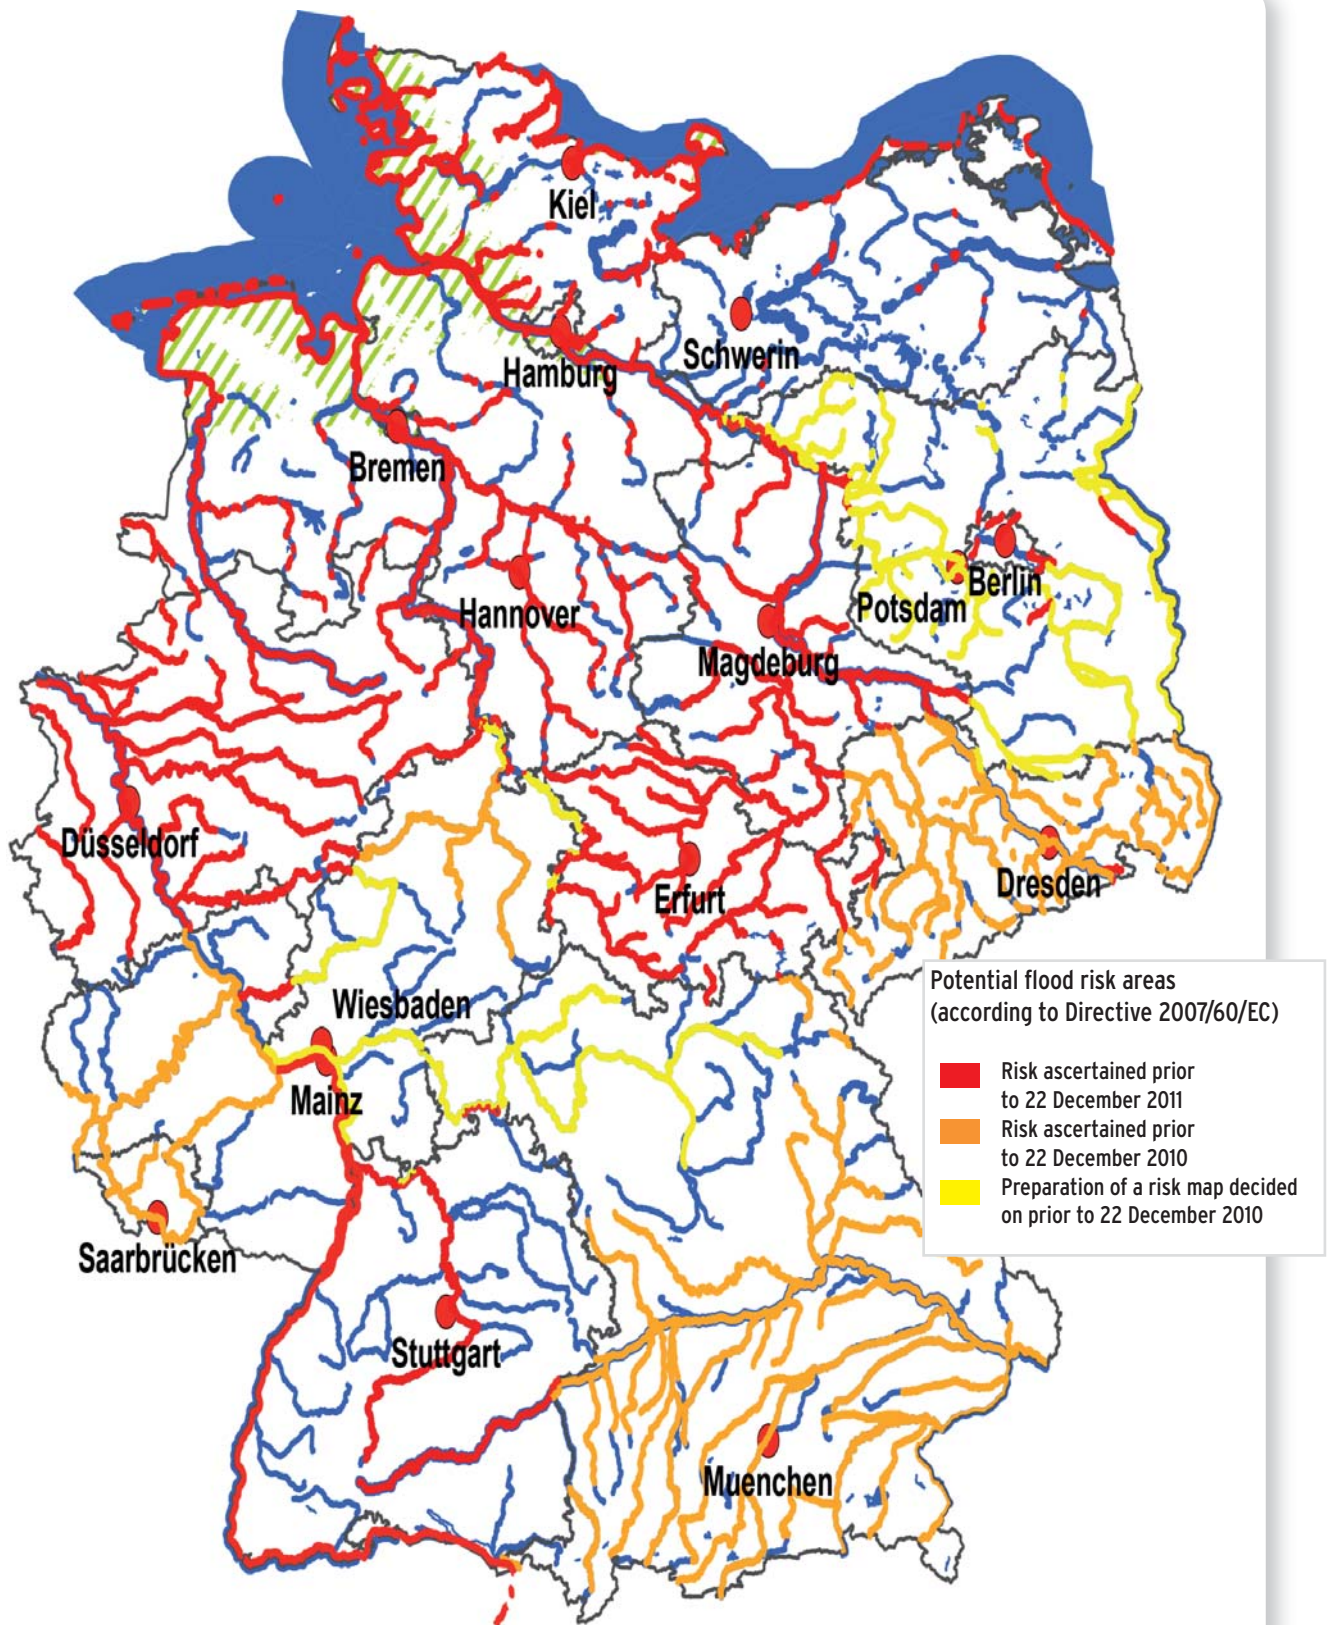 Kiel
Schwerin
Hamburg
Bremen
Berlin
Potsdam
Hannover
Magdeburg
Düsseldorf
Dresden
Erfurt
Potential flood risk areas
(according to Directive 2007/60/EC)
Risk ascertained prior
to 22 December 2011
Risk ascertained prior
to 22 December 2010
Preparation of a risk map decided
on prior to 22 December 2010
Wiesbaden
Mainz
Saarbrücken
Stuttgart
Muenchen